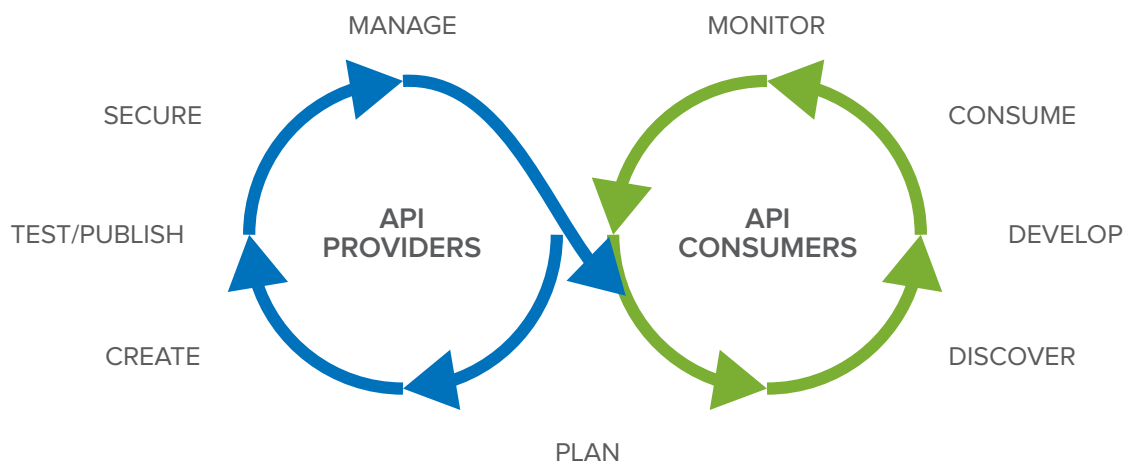 MANAGE
MONITOR
SECURE
CONSUME
TEST/PUBLISH
API
PROVIDERS
API
CONSUMERS
DEVELOP
CREATE
DISCOVER
PLAN